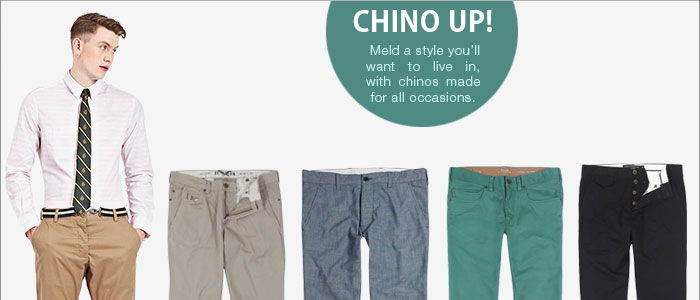 CHINO UP!
Meld a style you'll
want to live in,
with chinos made
for all occasions.